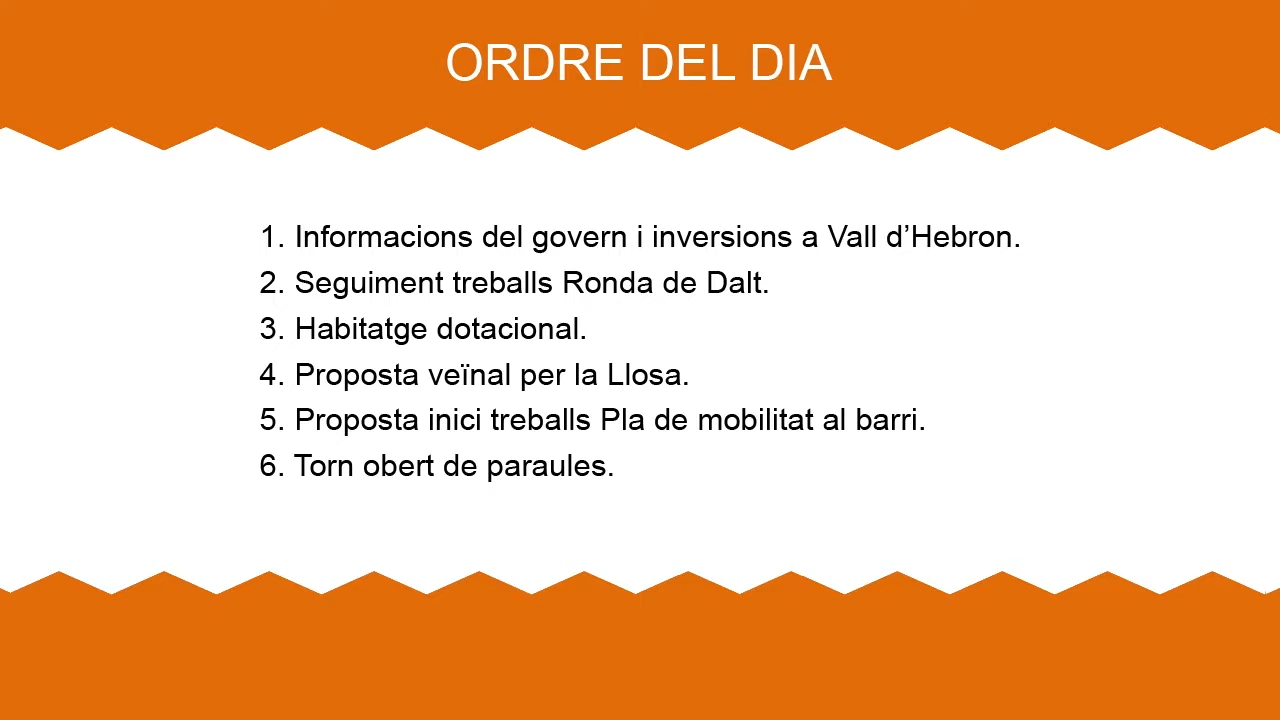 ORDRE DEL DIA
1. Informacions del govern i inversions a Vall d’Hebron.
2. Seguiment treballs Ronda de Dalt.
3. Habitatge dotacional.
4. Proposta veïnal per la Llosa.
5. Proposta inici treballs Pla de mobilitat al barri.
6. Torn obert de paraules.